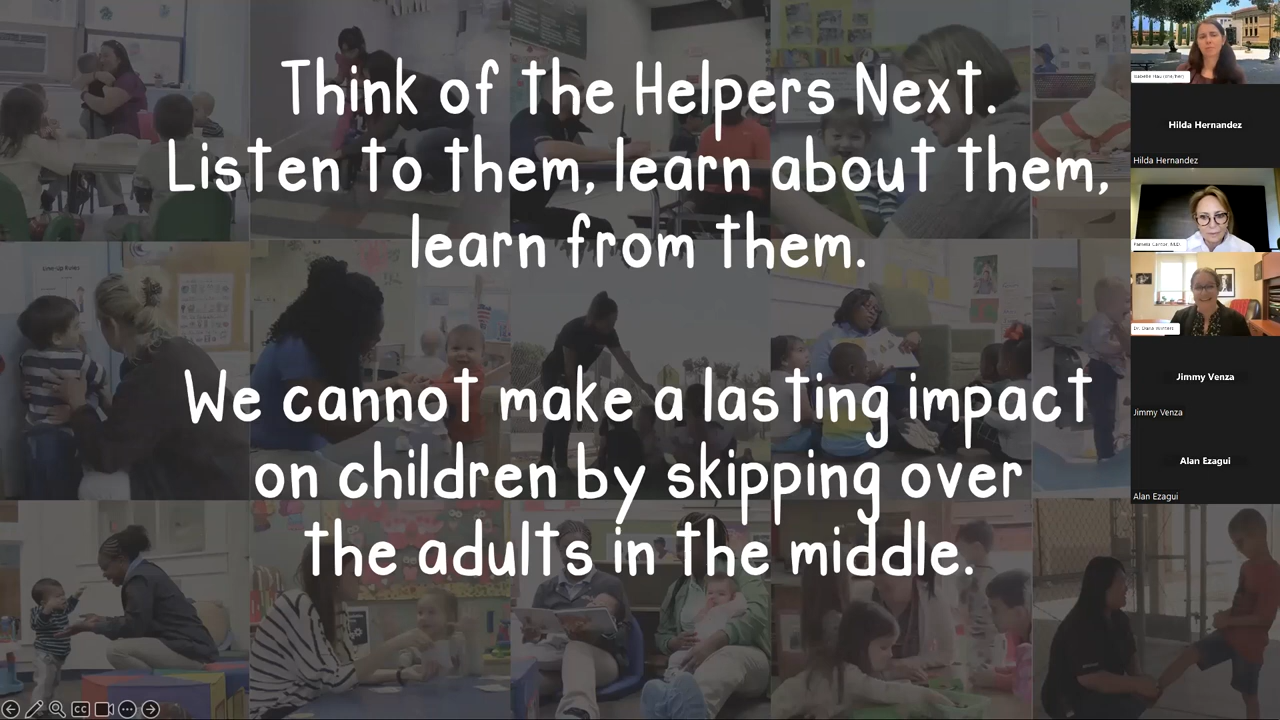 Think of the Helpers Next.
Listen to them, learn about them,
learn from them.
We cannot make a lasting impact
on children by skipping over
the adults in the middle.
Hilda Hernandez
Hilda Hernandez
Jimmy Venza
Jimmy Venza
Alan Ezagui
Alan Ezagui
CC